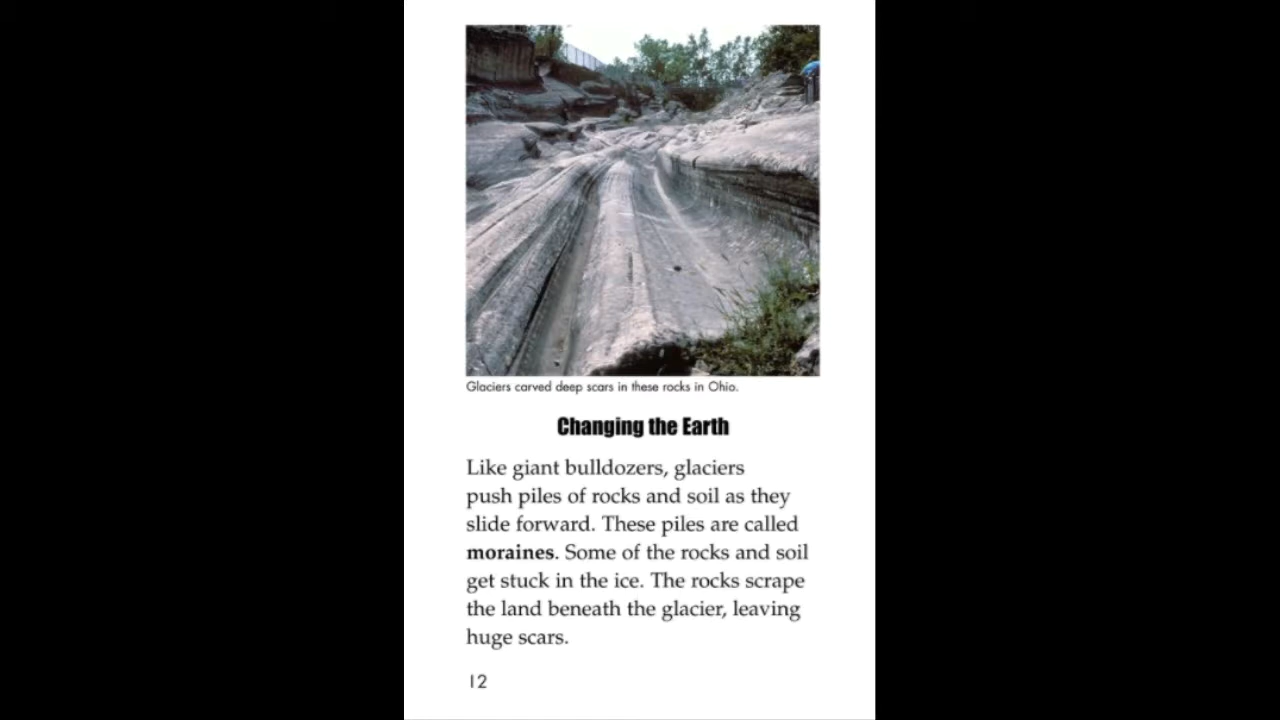 Glaciers carved deep scars in these rocks in Ohio.
Changing the Earth
Like giant bulldozers, glaciers
push piles of rocks and soil as they
slide forward. These piles are called
moraines. Some of the rocks and soil
get stuck in the ice. The rocks scrape
the land beneath the glacier, leaving
huge scars.
12